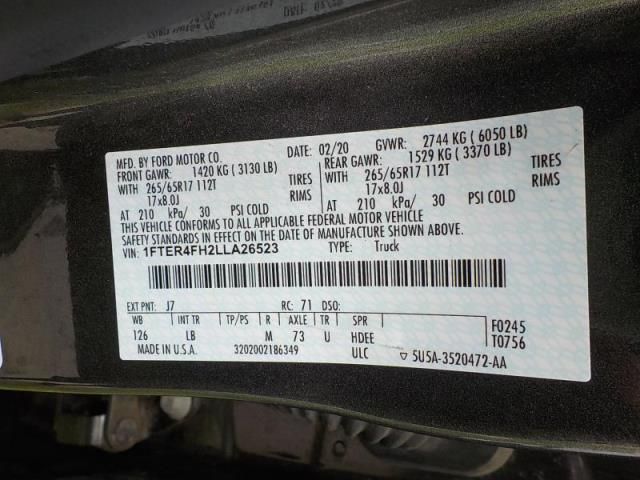 MFD. BY FORD MOTOR CO.
DATE: 02/20 GVWR: 2744 KG ( 6050 LB)
FRONT GAWR: 1420 KG ( 3130 LB)
REAR GAWR: 1529 KG ( 3370 LB)
WITH 265/65R17 112T TIRES
WITH 265/65R17 112T TIRES
17x8.0J RIMS
17x8.0J RIMS
AT 210 kPa/ 30 PSI COLD
AT 210 kPa/ 30 PSI COLD
THIS VEHICLE CONFORMS TO ALL APPLICABLE FEDERAL MOTOR VEHICLE
SAFETY STANDARDS IN EFFECT ON THE DATE OF MANUFACTURE SHOWN ABOVE.
VIN: 1FTER4FH2LLA26523
TYPE: Truck
EXT PNT: J7 RC: 71 DSO:
WB INT TR TP/PS R AXLE TR SPR
126 LB M 73 U HDEE
F0245
T0756
MADE IN U.S.A. 3202002186349 ULC ▽ 5U5A-3520472-AA